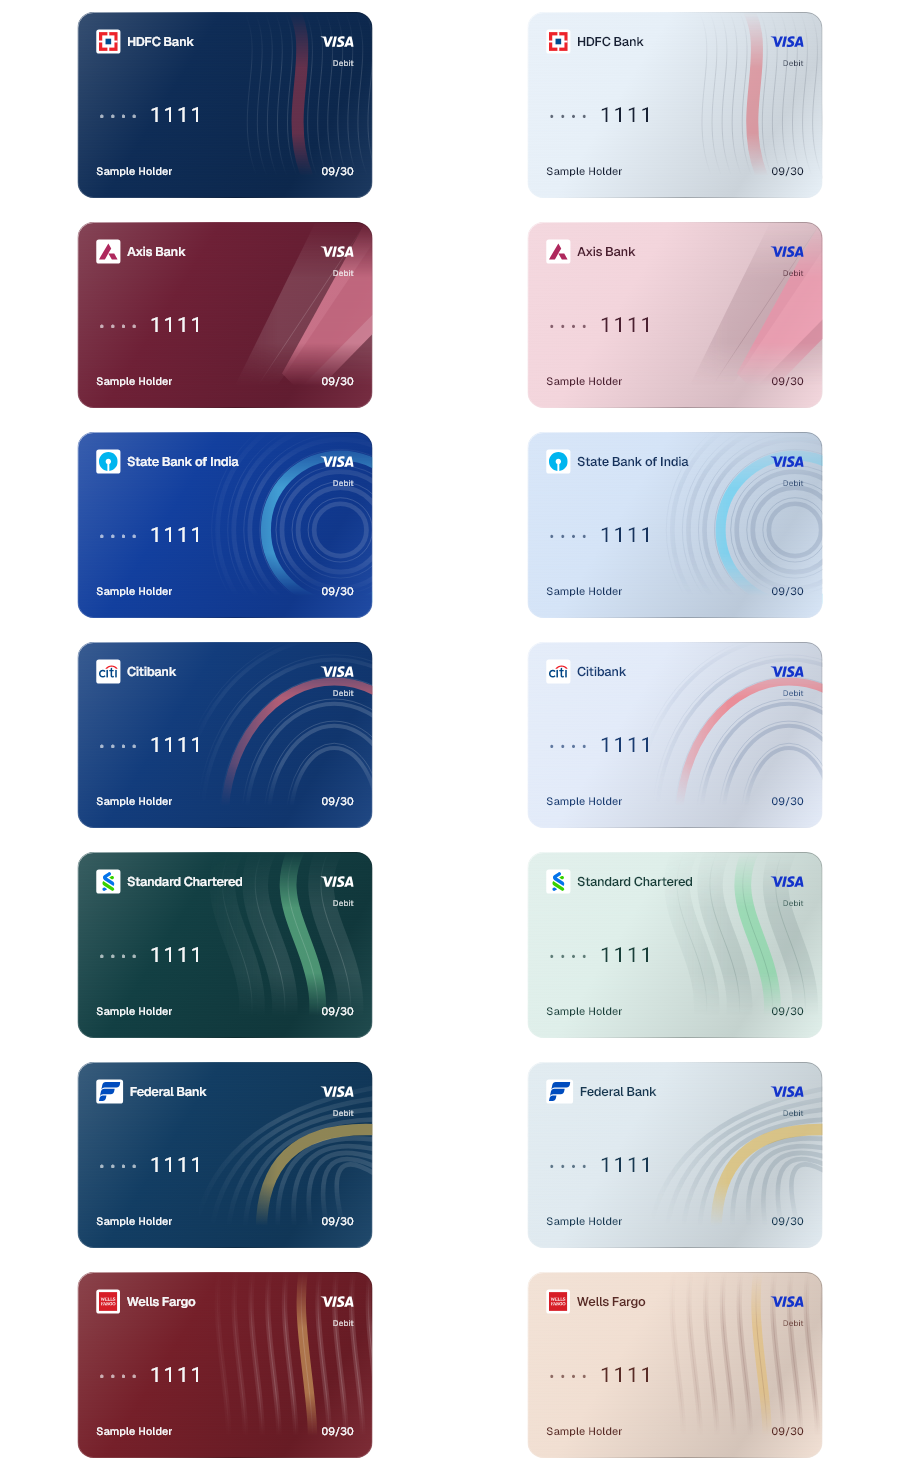 HDFC Bank VISA
Debit
•••• 1111
Sample Holder 09/30
HDFC Bank VISA
Debit
•••• 1111
Sample Holder 09/30
Axis Bank VISA
Debit
•••• 1111
Sample Holder 09/30
Axis Bank VISA
Debit
•••• 1111
Sample Holder 09/30
State Bank of India VISA
Debit
•••• 1111
Sample Holder 09/30
State Bank of India VISA
Debit
•••• 1111
Sample Holder 09/30
citi Citibank VISA
Debit
•••• 1111
Sample Holder 09/30
citi Citibank VISA
Debit
•••• 1111
Sample Holder 09/30
Standard Chartered VISA
Debit
•••• 1111
Sample Holder 09/30
Standard Chartered VISA
Debit
•••• 1111
Sample Holder 09/30
Federal Bank VISA
Debit
•••• 1111
Sample Holder 09/30
Federal Bank VISA
Debit
•••• 1111
Sample Holder 09/30
WELLS
FARGO
Wells Fargo VISA
Debit
•••• 1111
Sample Holder 09/30
WELLS
FARGO
Wells Fargo VISA
Debit
•••• 1111
Sample Holder 09/30